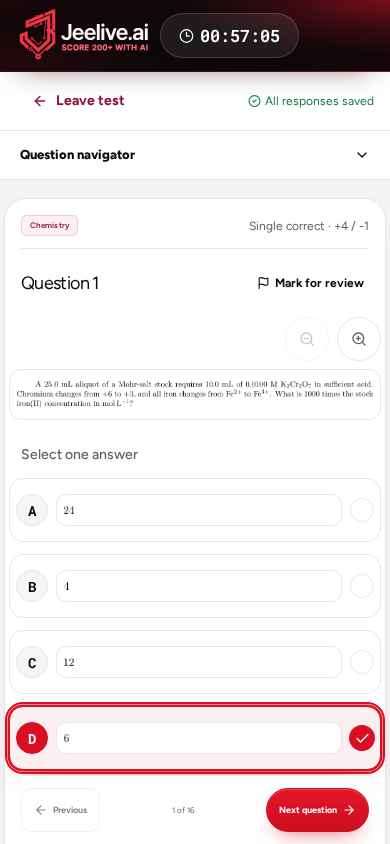 Jeelive.ai
SCORE 200+ WITH AI
00:57:05
← Leave test
All responses saved
Question navigator
Chemistry
Single correct · +4 / -1
Question 1
Mark for review
A 25.0 mL aliquot of a Mohr-salt stock requires 10.0 mL of 0.0100 M K₂Cr₂O₇ in sufficient acid.
Chromium changes from +6 to +3, and all iron changes from Fe²⁺ to Fe³⁺. What is 1000 times the stock
iron(II) concentration in mol L⁻¹?
Select one answer
A
24
B
4
C
12
D
6
← Previous
1 of 16
Next question →